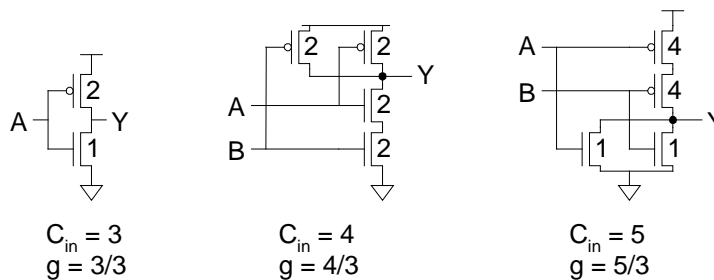 2
A
Y
1
C_in = 3
g = 3/3
2
2
Y
A
2
B
2
C_in = 4
g = 4/3
A
4
B
4
Y
1
1
C_in = 5
g = 5/3